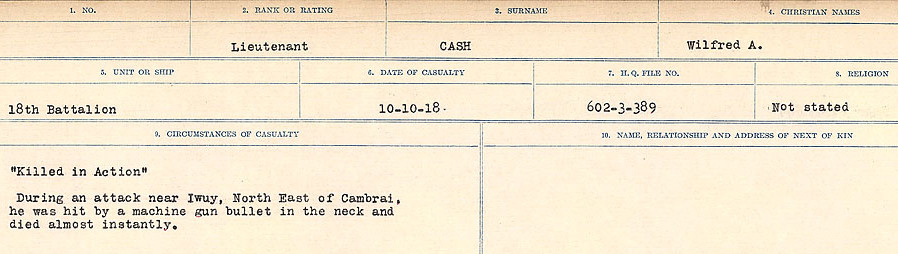 1. NO.
2. RANK OR RATING
3. SURNAME
4. CHRISTIAN NAMES
Lieutenant
CASH
Wilfred A.
5. UNIT OR SHIP
6. DATE OF CASUALTY
7. H.Q. FILE NO.
8. RELIGION
18th Battalion
10-10-18.
602-3-389
Not stated
9. CIRCUMSTANCES OF CASUALTY
10. NAME, RELATIONSHIP AND ADDRESS OF NEXT OF KIN
"Killed in Action"
During an attack near Iwuy, North East of Cambrai,
he was hit by a machine gun bullet in the neck and
died almost instantly.